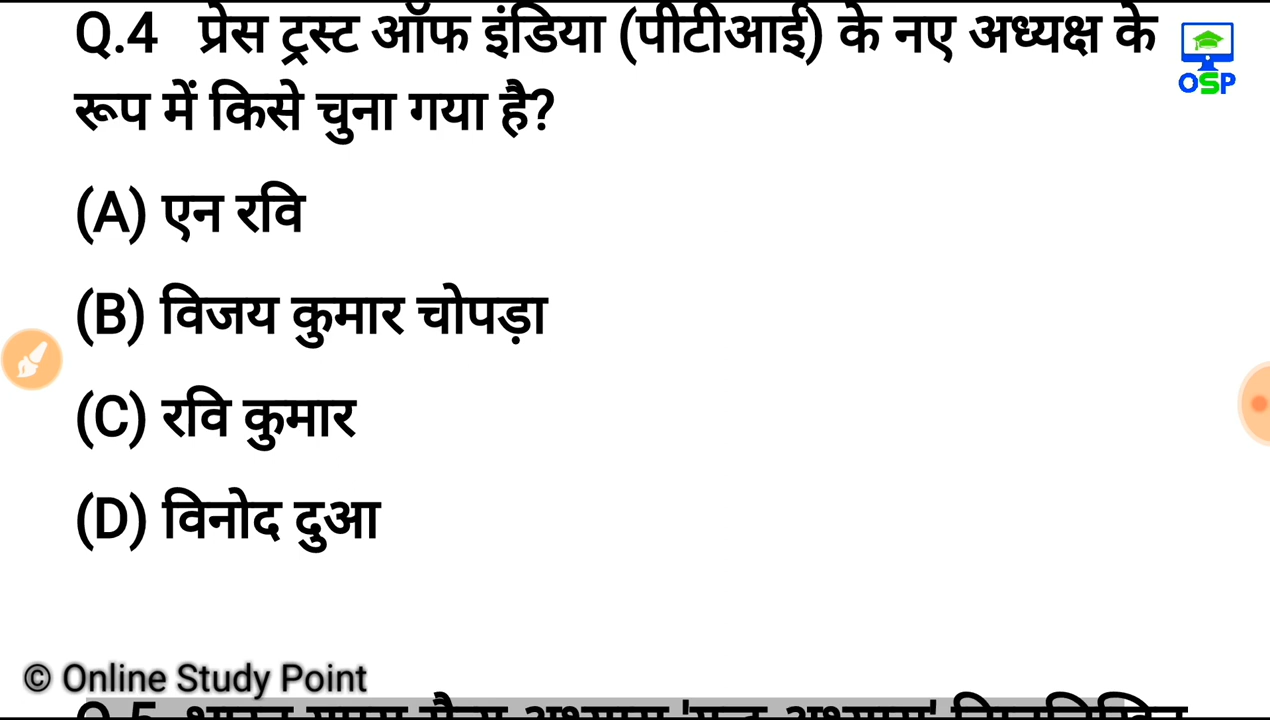 Q.4 प्रेस ट्रस्ट ऑफ इंडिया (पीटीआई) के नए अध्यक्ष के
रूप में किसे चुना गया है?
OSP
(A) एन रवि
(B) विजय कुमार चोपड़ा
(C) रवि कुमार
(D) विनोद दुआ
© Online Study Point